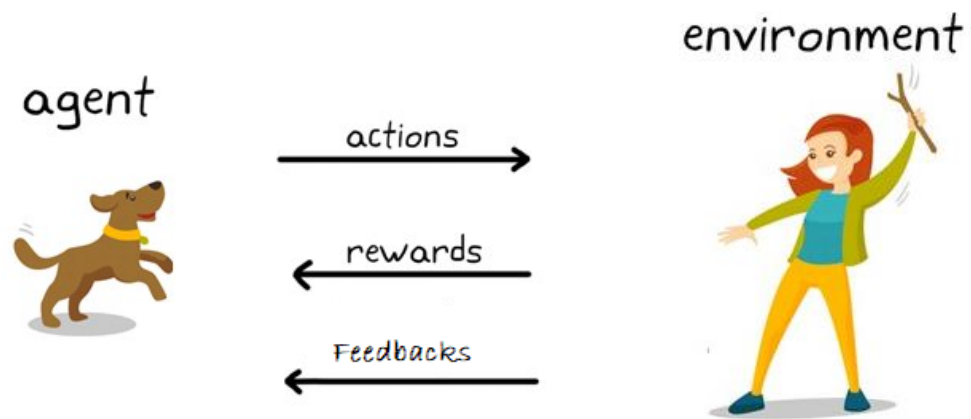 environment
agent
actions
rewards
Feedbacks